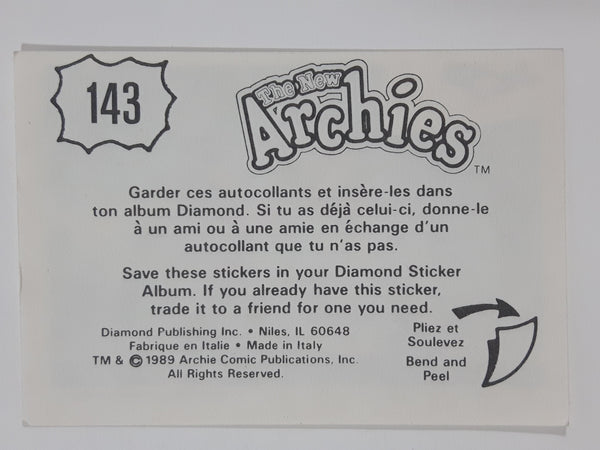 143
The New
Archies
TM
Garder ces autocollants et insère-les dans
ton album Diamond. Si tu as déjà celui-ci, donne-le
à un ami ou à une amie en échange d'un
autocollant que tu n'as pas.
Save these stickers in your Diamond Sticker
Album. If you already have this sticker,
trade it to a friend for one you need.
Diamond Publishing Inc. • Niles, IL 60648
Fabrique en Italie • Made in Italy
TM & © 1989 Archie Comic Publications, Inc.
All Rights Reserved.
Pliez et
Soulevez
Bend and
Peel